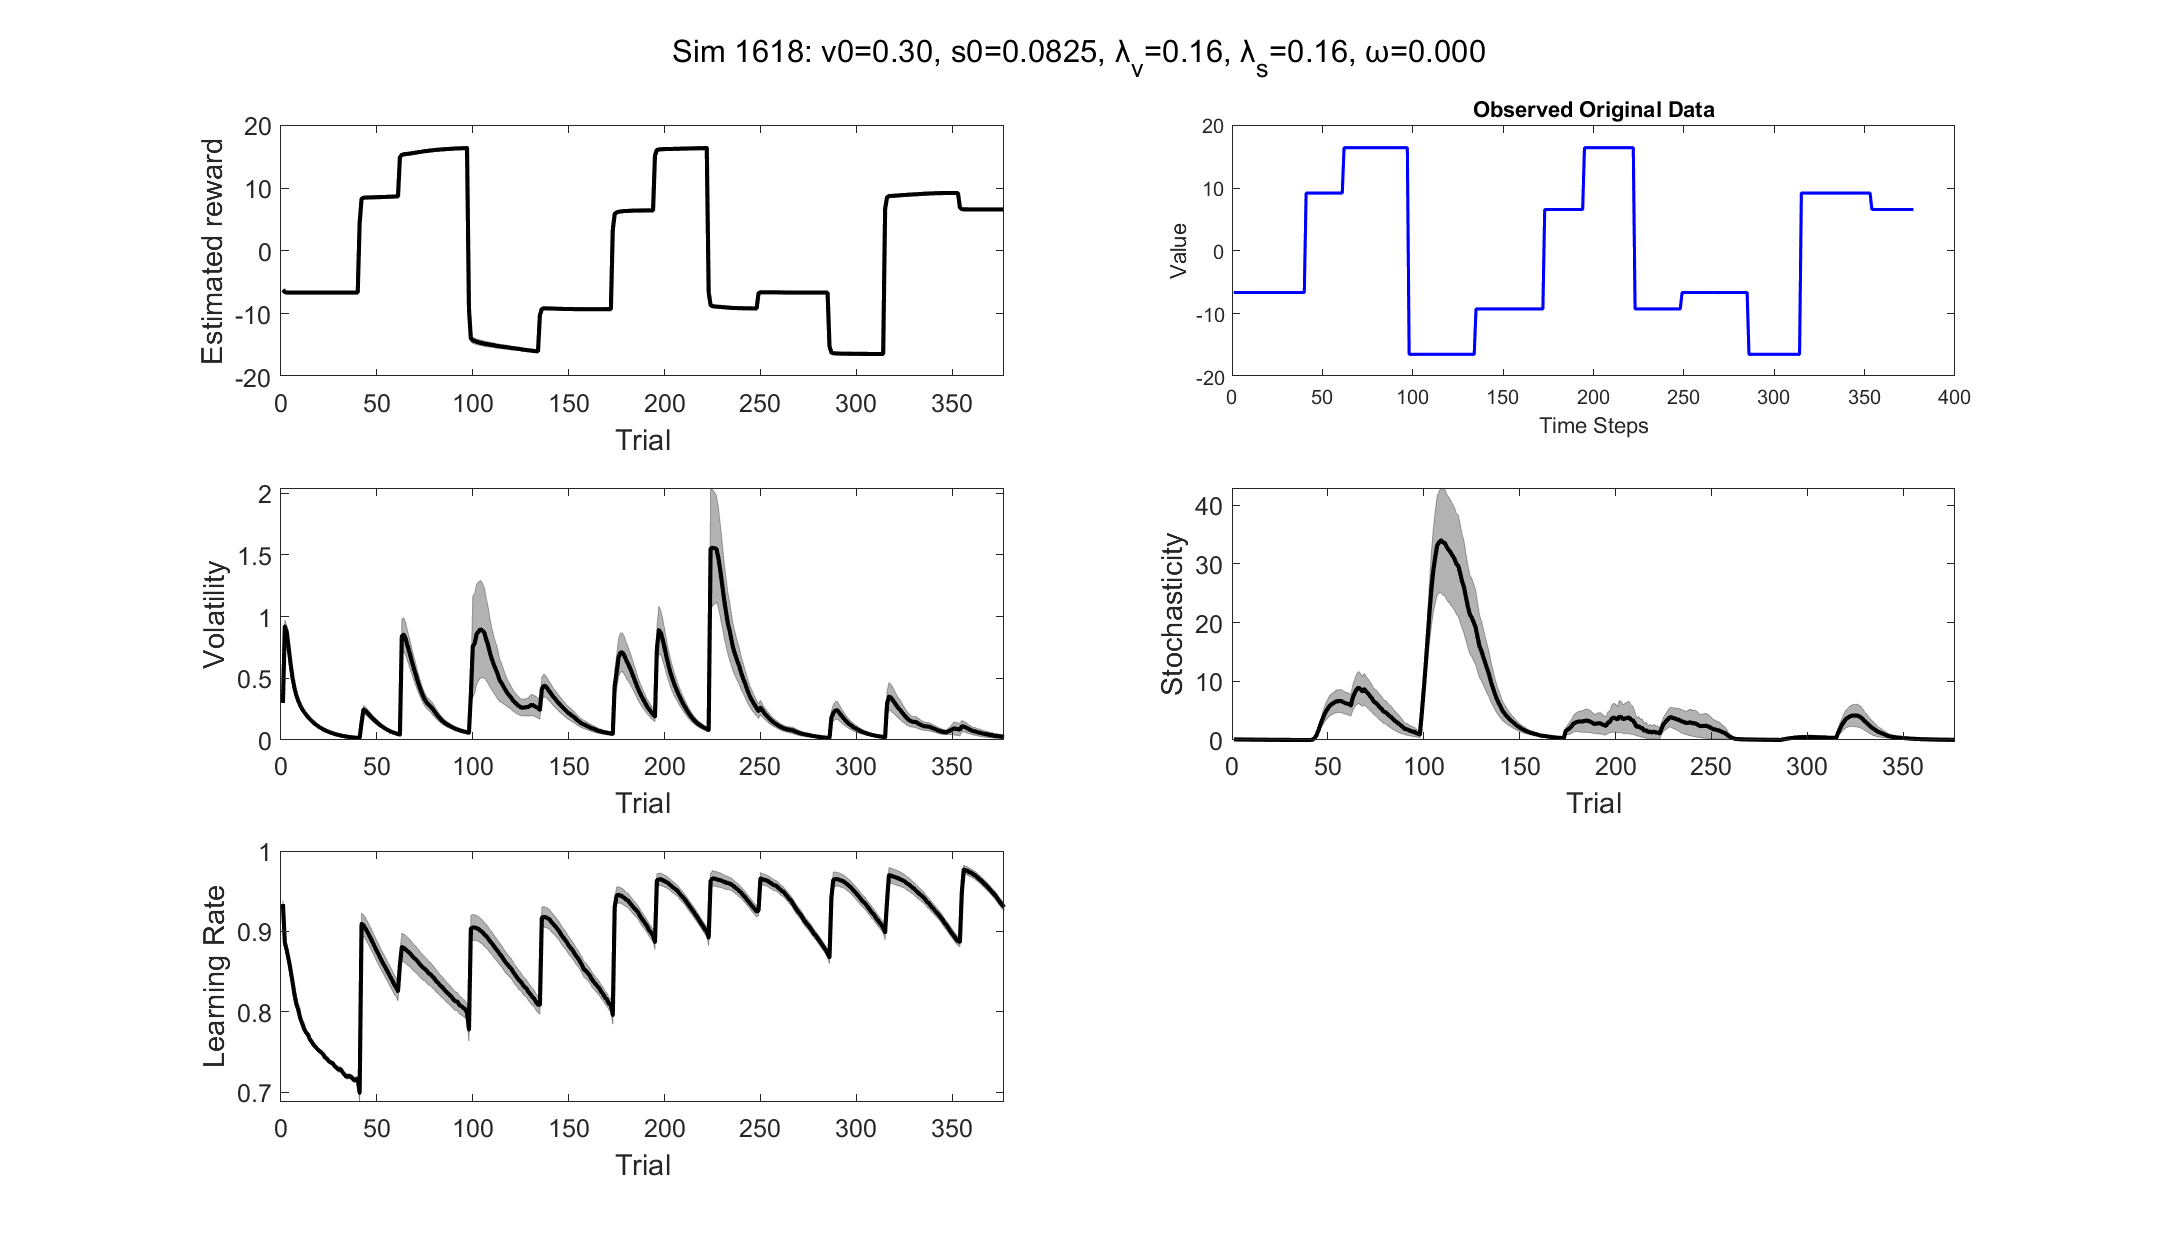 Sim 1618: v0=0.30, s0=0.0825, λ_v=0.16, λ_s=0.16, ω=0.000
Estimated reward
20
10
0
-10
-20
0 50 100 150 200 250 300 350
Trial
Observed Original Data
Value
20
10
0
-10
-20
0 50 100 150 200 250 300 350 400
Time Steps
Volatility
2
1.5
1
0.5
0
0 50 100 150 200 250 300 350
Trial
Stochasticity
40
30
20
10
0
0 50 100 150 200 250 300 350
Trial
Learning Rate
1
0.9
0.8
0.7
0 50 100 150 200 250 300 350
Trial